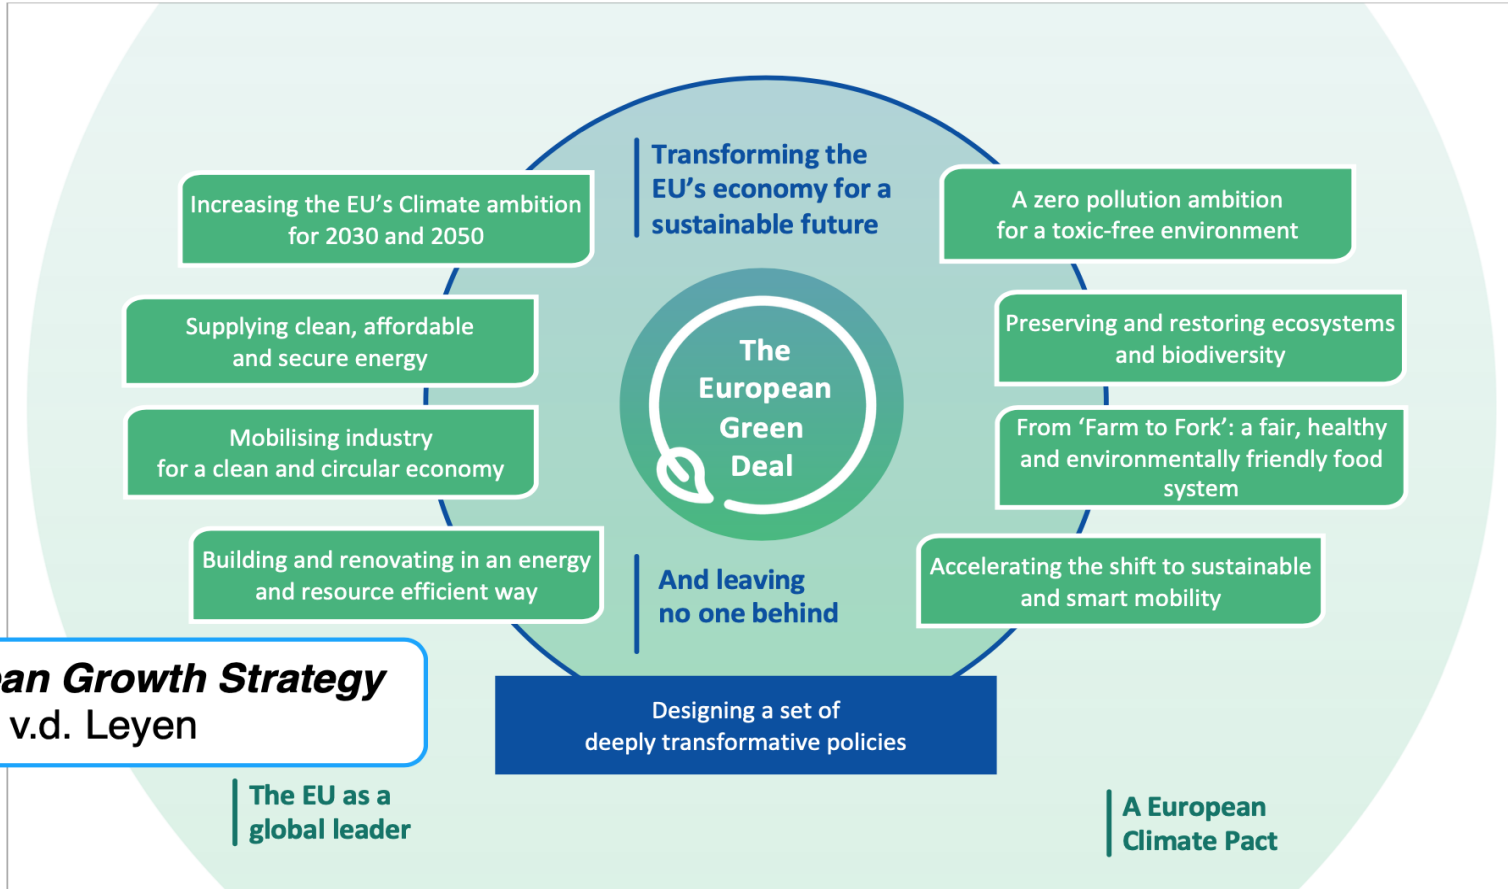 Transforming the
EU’s economy for a
sustainable future
Increasing the EU’s Climate ambition
for 2030 and 2050
Supplying clean, affordable
and secure energy
Mobilising industry
for a clean and circular economy
Building and renovating in an energy
and resource efficient way
The
European
Green
Deal
A zero pollution ambition
for a toxic-free environment
Preserving and restoring ecosystems
and biodiversity
From ‘Farm to Fork’: a fair, healthy
and environmentally friendly food
system
Accelerating the shift to sustainable
and smart mobility
And leaving
no one behind
an Growth Strategy
v.d. Leyen
Designing a set of
deeply transformative policies
The EU as a
global leader
A European
Climate Pact